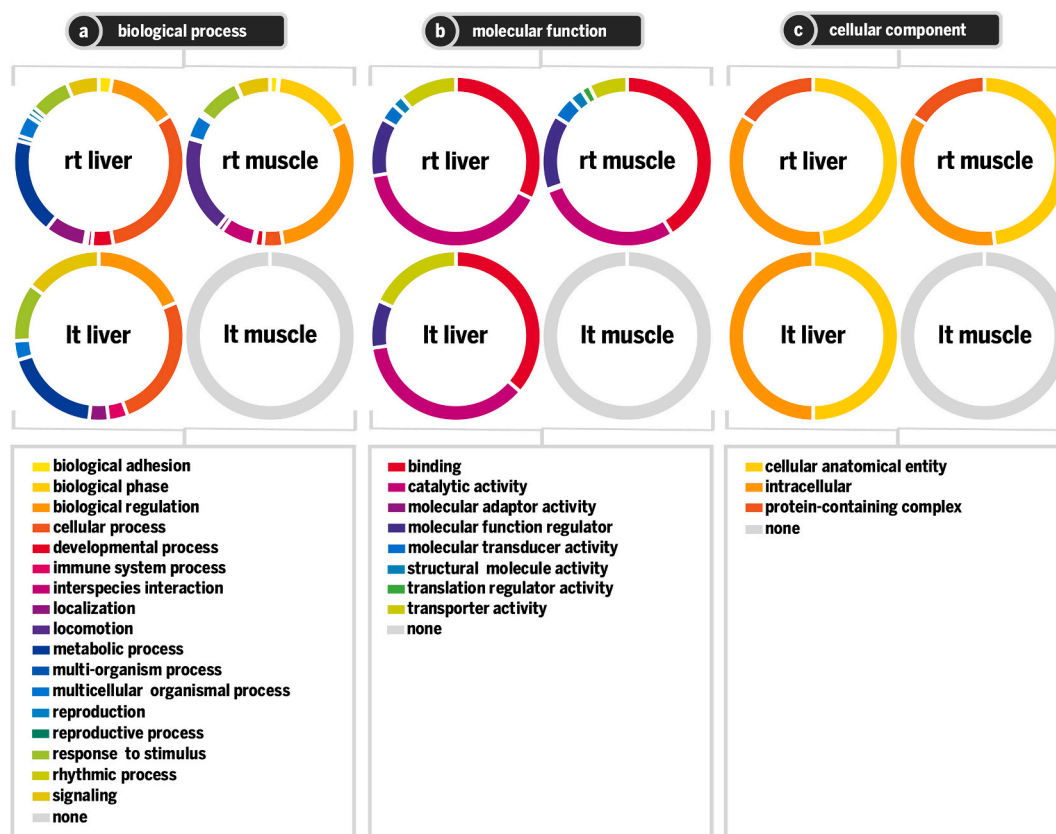 a biological process
rt liver
rt muscle
lt liver
lt muscle
biological adhesion
biological phase
biological regulation
cellular process
developmental process
immune system process
interspecies interaction
localization
locomotion
metabolic process
multi-organism process
multicellular organismal process
reproduction
reproductive process
response to stimulus
rhythmic process
signaling
none
b molecular function
rt liver
rt muscle
lt liver
lt muscle
binding
catalytic activity
molecular adaptor activity
molecular function regulator
molecular transducer activity
structural molecule activity
translation regulator activity
transporter activity
none
c cellular component
rt liver
rt muscle
lt liver
lt muscle
cellular anatomical entity
intracellular
protein-containing complex
none